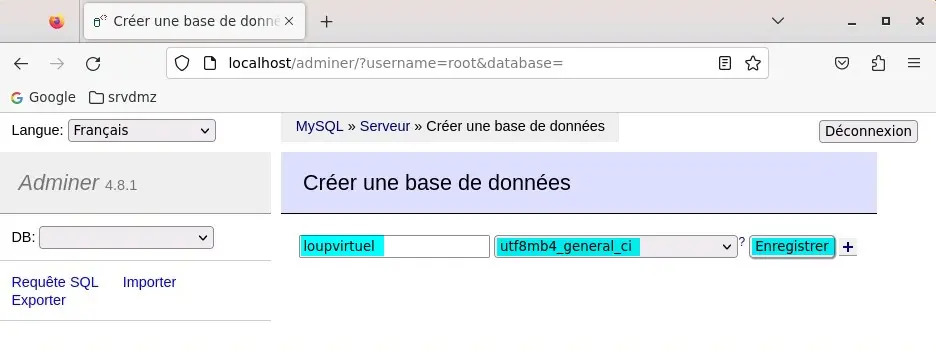 Créer une base de donné
localhost/adminer/?username=root&database=
Google srvdmz
Langue: Français
MySQL » Serveur » Créer une base de données
Déconnexion
Adminer 4.8.1
Créer une base de données
DB:
loupvirtuel utf8mb4_general_ci ? Enregistrer +
Requête SQL Importer
Exporter